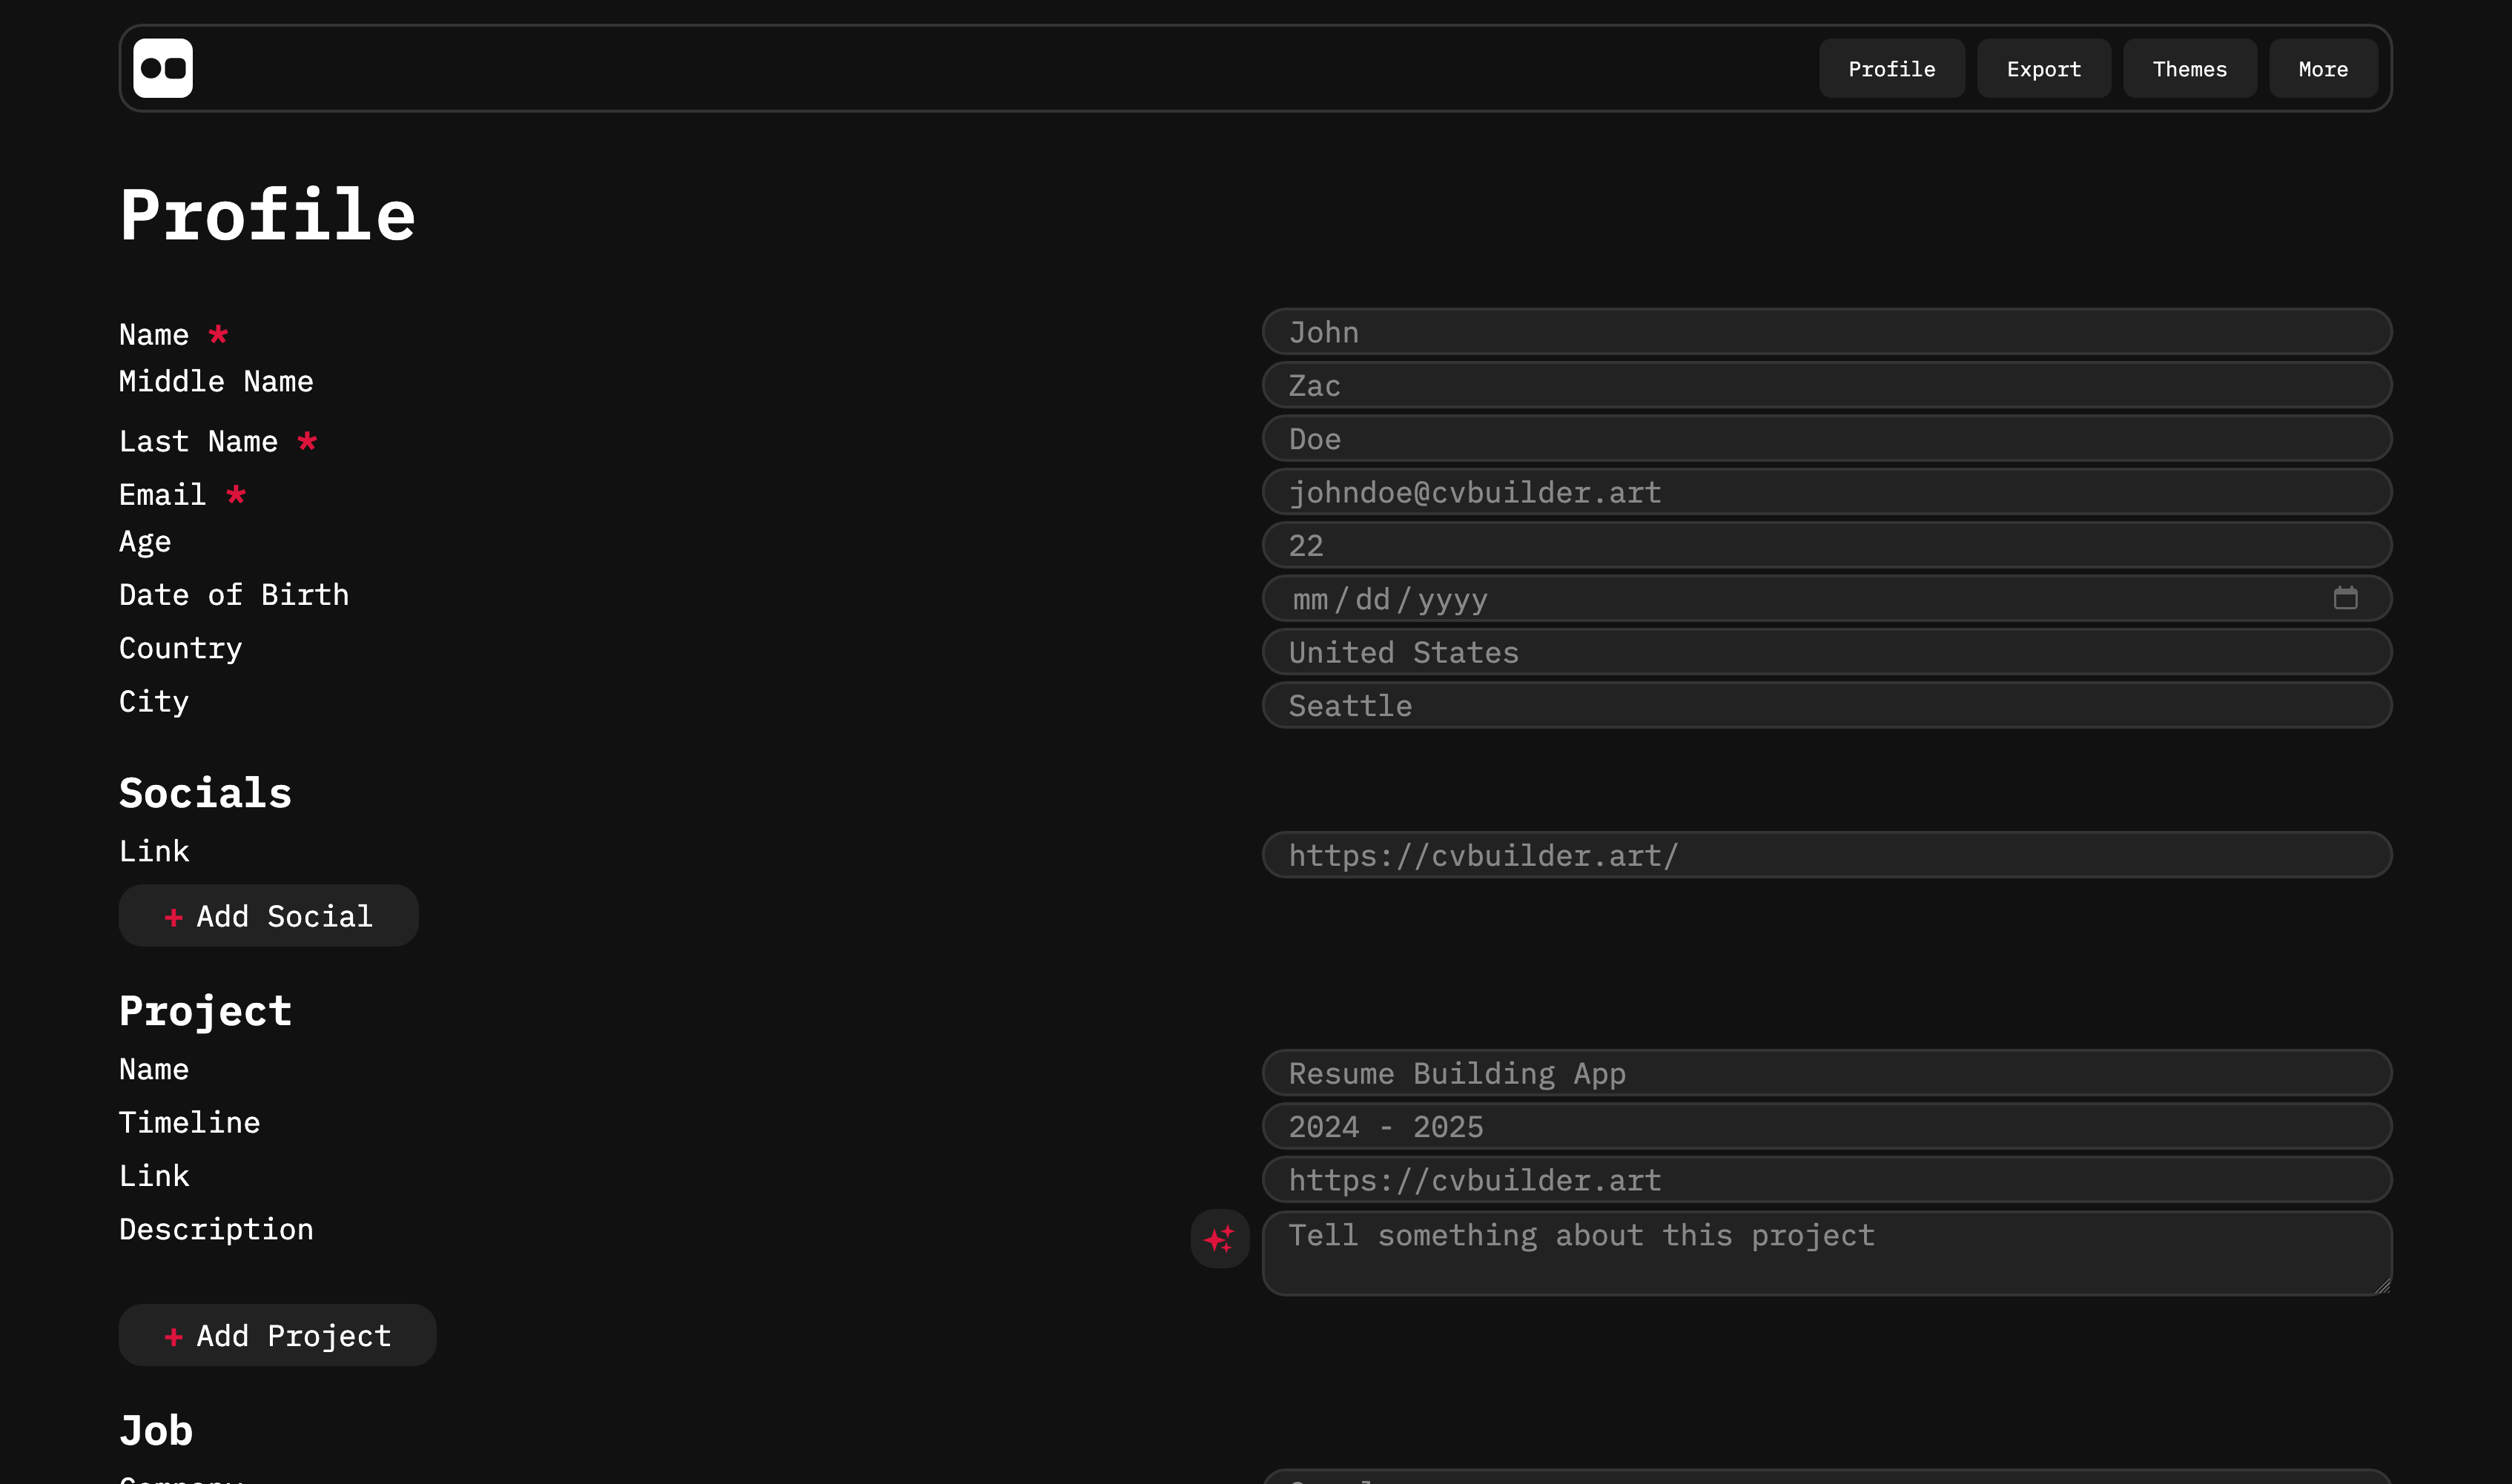 Profile Export Themes More
Profile
Name * John
Middle Name Zac
Last Name * Doe
Email * johndoe@cvbuilder.art
Age 22
Date of Birth mm/dd/yyyy
Country United States
City Seattle
Socials
Link https://cvbuilder.art/
+ Add Social
Project
Name Resume Building App
Timeline 2024 - 2025
Link https://cvbuilder.art
Description Tell something about this project
+ Add Project
Job